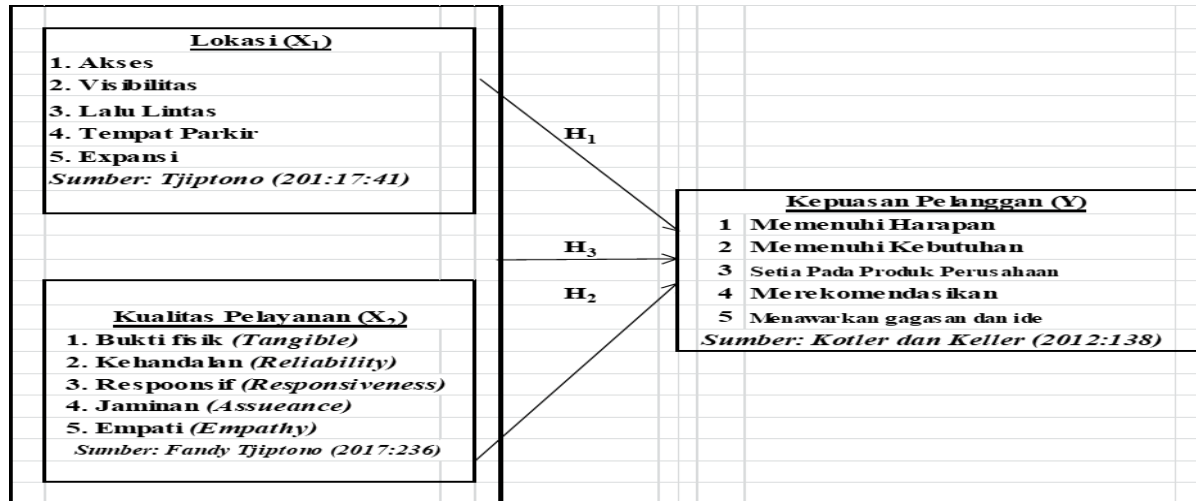 Lokasi (X₁)
1. Akses
2. Visibilitas
3. Lalu Lintas
4. Tempat Parkir
5. Expansi
Sumber: Tjiptono (201:17:41)
H₁
H₃
H₂
Kualitas Pelayanan (X₂)
1. Bukti fisik (Tangible)
2. Kehandalan (Reliability)
3. Respoonsif (Responsiveness)
4. Jaminan (Assueance)
5. Empati (Empathy)
Sumber: Fandy Tjiptono (2017:236)
Kepuasan Pelanggan (Y)
1 Memenuhi Harapan
2 Memenuhi Kebutuhan
3 Setia Pada Produk Perusahaan
4 Merekomendasikan
5 Menawarkan gagasan dan ide
Sumber: Kotler dan Keller (2012:138)